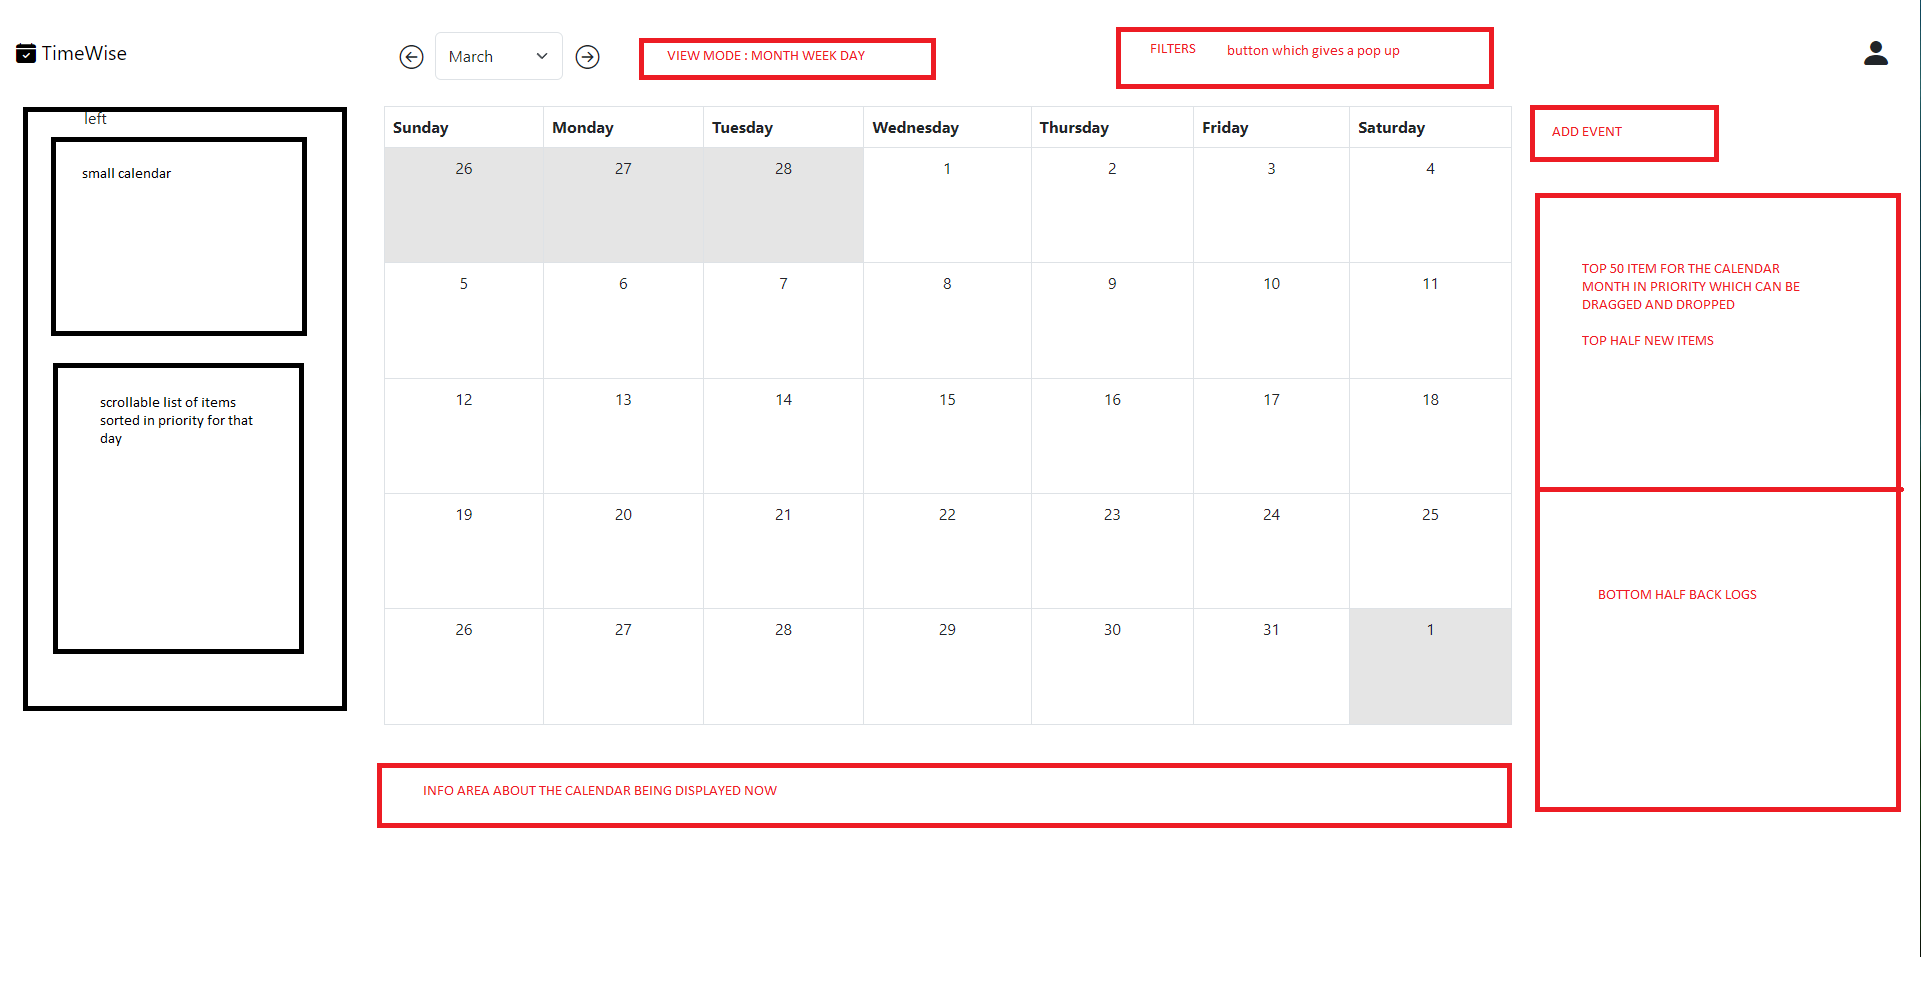 TimeWise
March
VIEW MODE : MONTH WEEK DAY
FILTERS button which gives a pop up
left
small calendar
scrollable list of items
sorted in priority for that
day
Sunday Monday Tuesday Wednesday Thursday Friday Saturday
26 27 28 1 2 3 4
5 6 7 8 9 10 11
12 13 14 15 16 17 18
19 20 21 22 23 24 25
26 27 28 29 30 31 1
INFO AREA ABOUT THE CALENDAR BEING DISPLAYED NOW
ADD EVENT
TOP 50 ITEM FOR THE CALENDAR
MONTH IN PRIORITY WHICH CAN BE
DRAGGED AND DROPPED
TOP HALF NEW ITEMS
BOTTOM HALF BACK LOGS